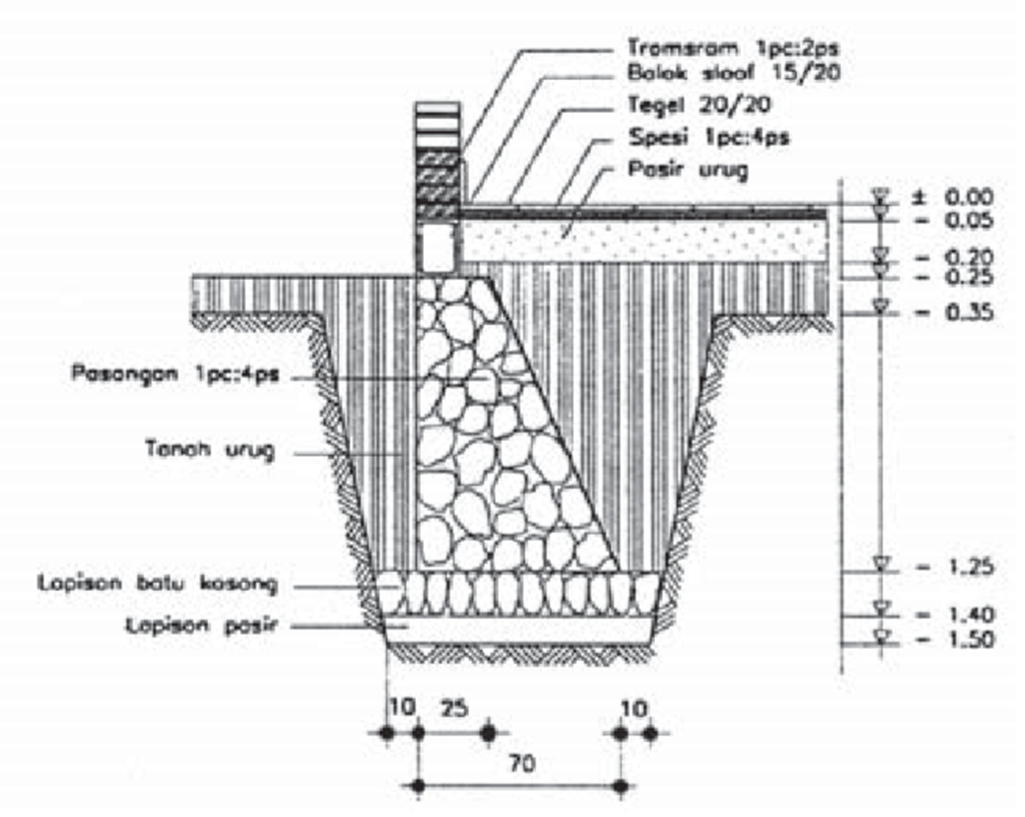 Tramsram 1pc:2ps
Balok sloof 15/20
Tegel 20/20
Spesi 1pc:4ps
Pasir urug
± 0.00
- 0.05
- 0.20
- 0.25
- 0.35
Pasangan 1pc:4ps
Tanah urug
Lapisan batu kosong
Lapisan pasir
- 1.25
- 1.40
- 1.50
10 25 10
70